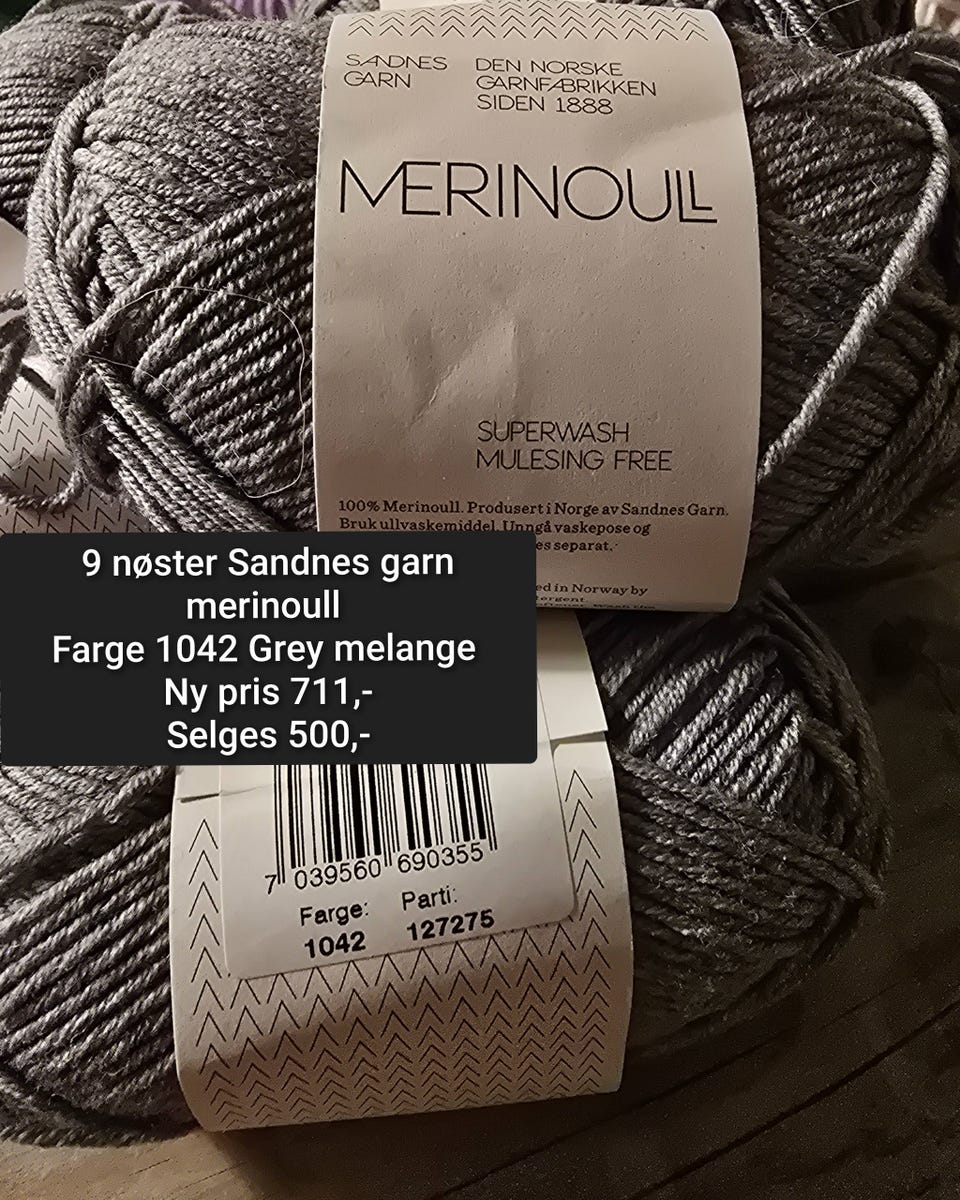 SANDNES GARN
DEN NORSKE
GARNFABRIKKEN
SIDEN 1888
MERINOULL
SUPERWASH
MULESING FREE
100% Merinoull. Produsert i Norge av Sandnes Garn.
Bruk ullvaskemiddel. Unngå vaskepose og
es separat.
ed in Norway by
tergent.
9 nøster Sandnes garn
merinoull
Farge 1042 Grey melange
Ny pris 711,-
Selges 500,-
7 039560 690355
Farge: Parti:
1042 127275